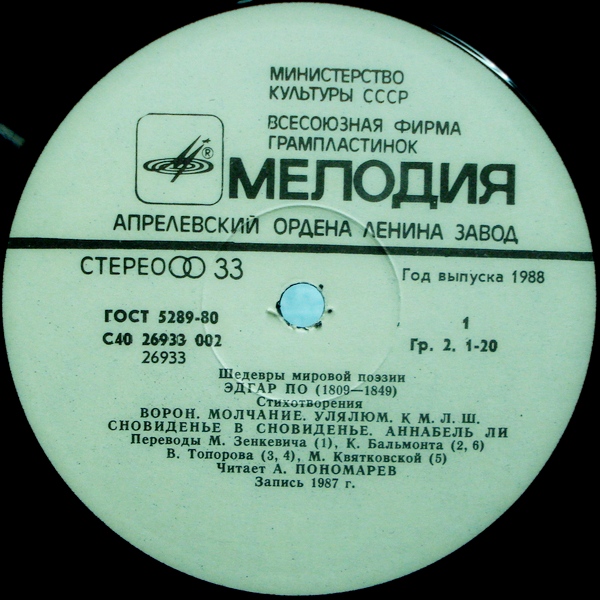 МИНИСТЕРСТВО
КУЛЬТУРЫ СССР
ВСЕСОЮЗНАЯ ФИРМА
ГРАМПЛАСТИНОК
®
МЕЛОДИЯ
АПРЕЛЕВСКИЙ ОРДЕНА ЛЕНИНА ЗАВОД
СТЕРЕО 33
Год выпуска 1988
ГОСТ 5289-80
С40 26933 002
26933
1
Гр. 2. 1-20
Шедевры мировой поэзии
ЭДГАР ПО (1809—1849)
Стихотворения
ВОРОН. МОЛЧАНИЕ. УЛЯЛЮМ. К М. Л. Ш.
СНОВИДЕНЬЕ В СНОВИДЕНЬЕ. АННАБЕЛЬ ЛИ
Переводы М. Зенкевича (1), К. Бальмонта (2, 6)
В. Топорова (3, 4), М. Квятковской (5)
Читает А. ПОНОМАРЕВ
Запись 1987 г.